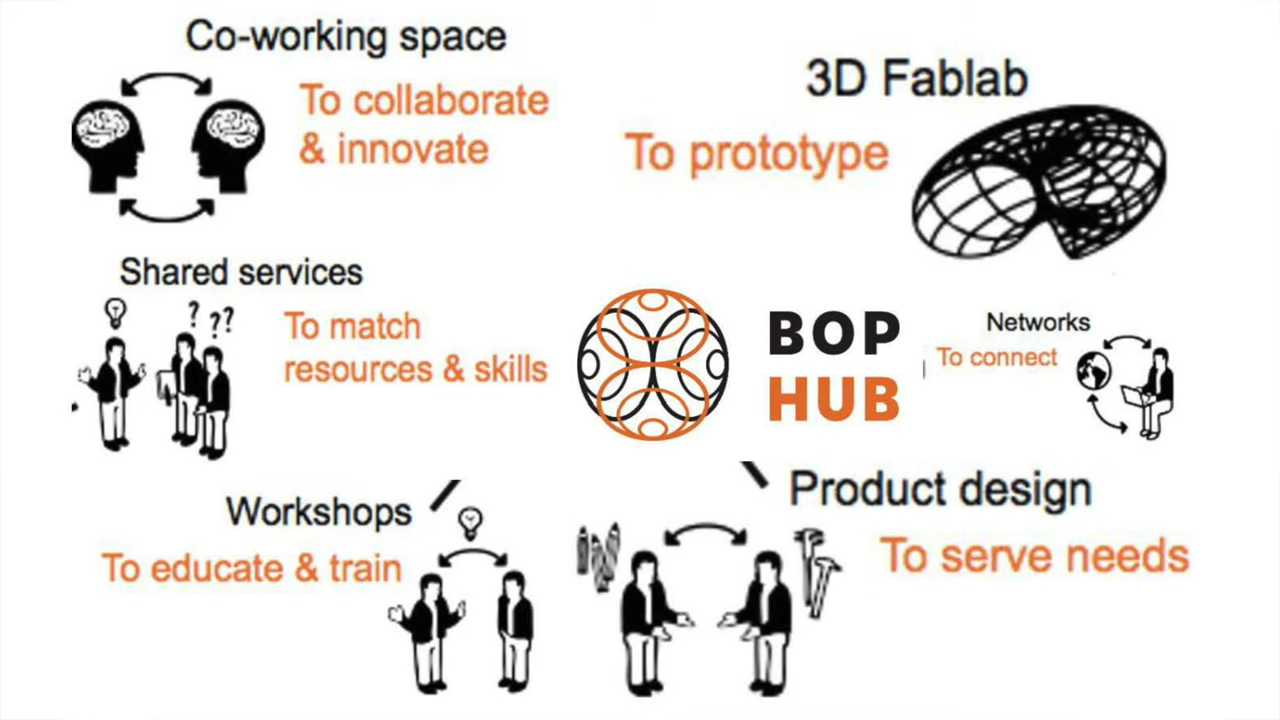 Co-working space
To collaborate
& innovate
3D Fablab
To prototype
Shared services
? ??
To match
resources & skills
BOP
HUB
Networks
To connect
Workshops
To educate & train
Product design
To serve needs